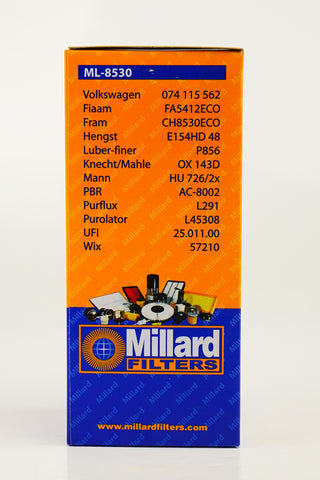 ML-8530
Volkswagen 074 115 562
Fiaam FA5412ECO
Fram CH8530ECO
Hengst E154HD 48
Luber-finer P856
Knecht/Mahle OX 143D
Mann HU 726/2x
PBR AC-8002
Purflux L291
Purolator L45308
UFI 25.011.00
Wix 57210
Millard
FILTERS
www.millardfilters.com